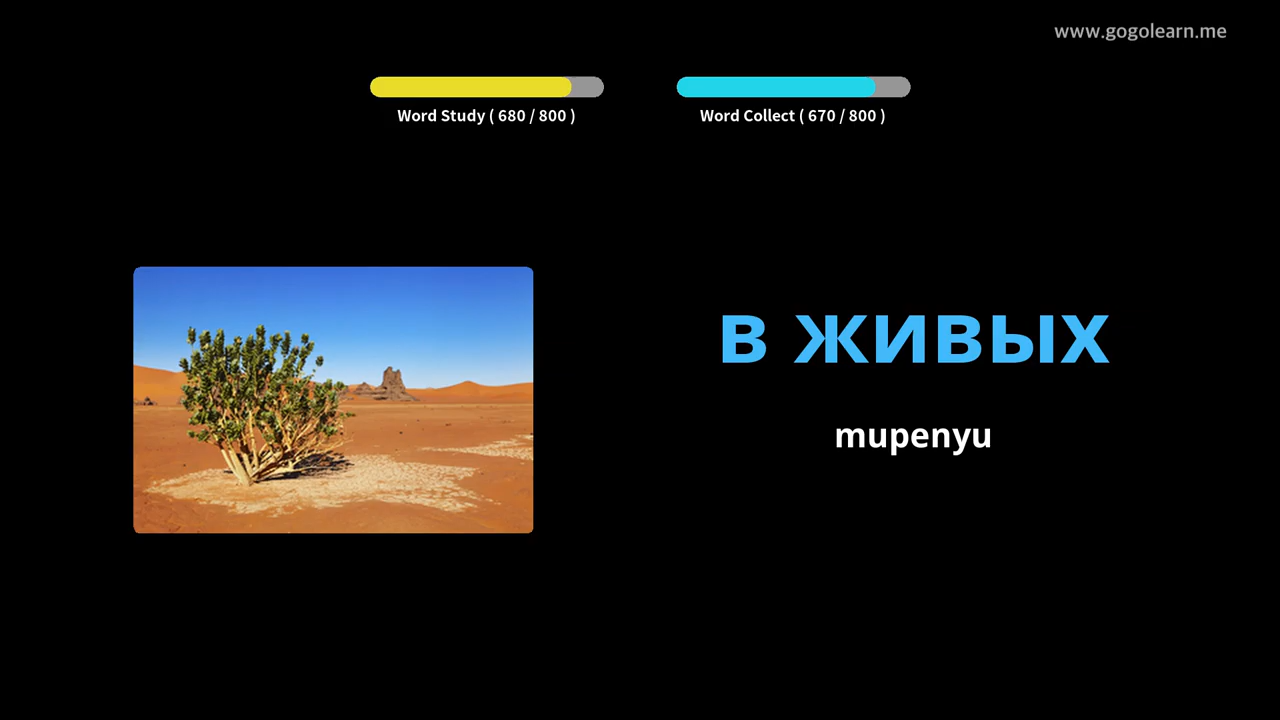 www.gogolearn.me
Word Study ( 680 / 800 )
Word Collect ( 670 / 800 )
в живых
mupenyu